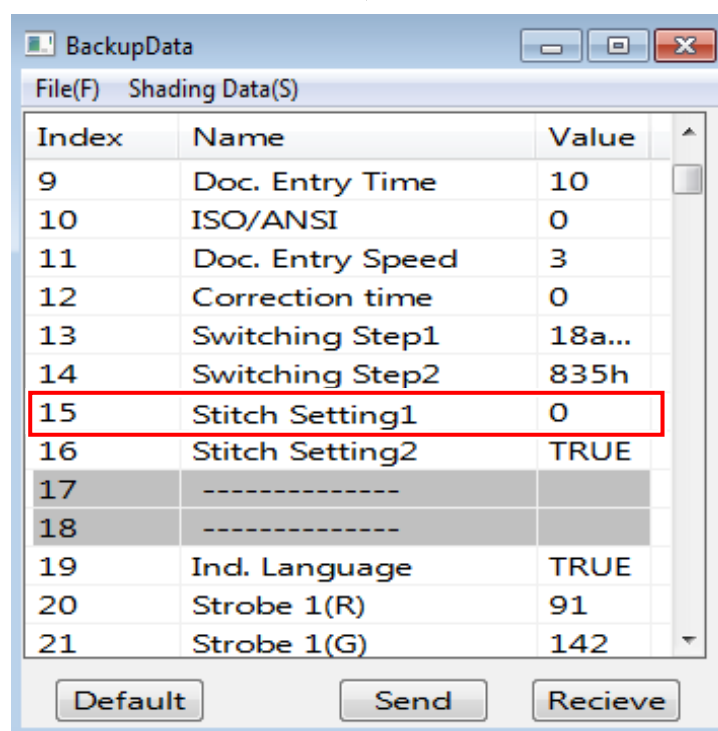 BackupData
File(F) Shading Data(S)
Index Name Value
9 Doc. Entry Time 10
10 ISO/ANSI 0
11 Doc. Entry Speed 3
12 Correction time 0
13 Switching Step1 18a...
14 Switching Step2 835h
15 Stitch Setting1 0
16 Stitch Setting2 TRUE
17 --------------
18 --------------
19 Ind. Language TRUE
20 Strobe 1(R) 91
21 Strobe 1(G) 142
Default Send Recieve